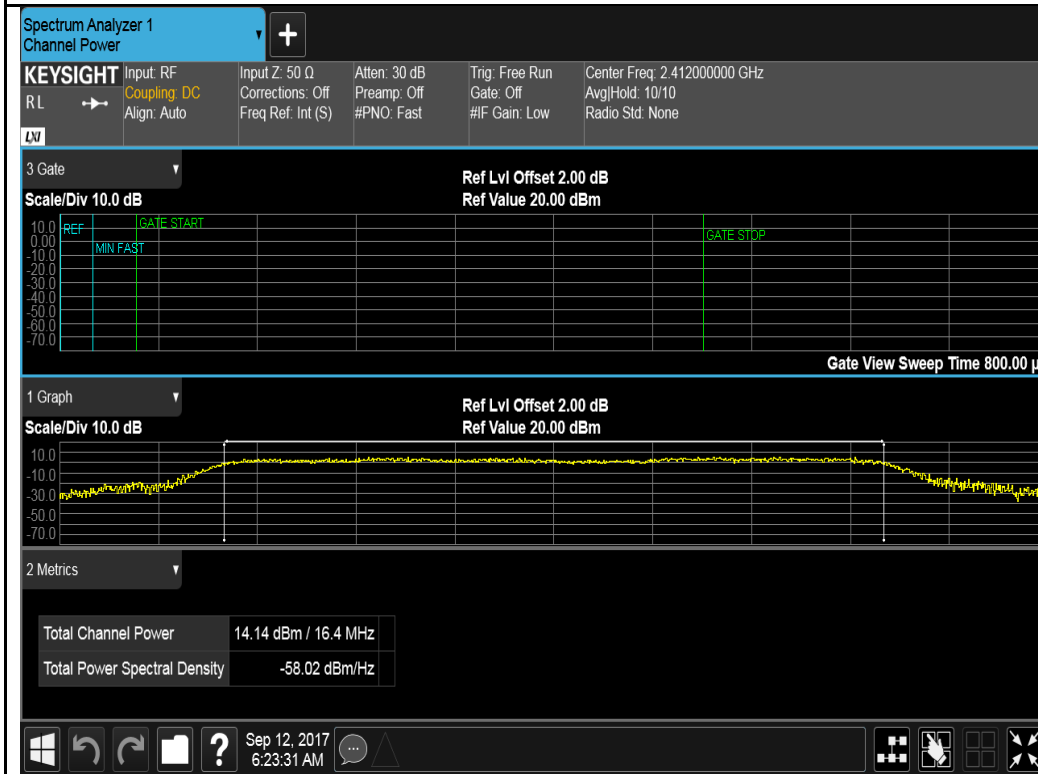 Spectrum Analyzer 1
Channel Power
+
KEYSIGHT
RL
LXI
Input: RF
Coupling: DC
Align: Auto
Input Z: 50 Ω
Corrections: Off
Freq Ref: Int (S)
Atten: 30 dB
Preamp: Off
#PNO: Fast
Trig: Free Run
Gate: Off
#IF Gain: Low
Center Freq: 2.412000000 GHz
Avg|Hold: 10/10
Radio Std: None
3 Gate
Scale/Div 10.0 dB
Ref Lvl Offset 2.00 dB
Ref Value 20.00 dBm
10.0
0.00
-10.0
-20.0
-30.0
-40.0
-50.0
-60.0
-70.0
REF
MIN FAST
GATE START
GATE STOP
Gate View Sweep Time 800.00 μ
1 Graph
Scale/Div 10.0 dB
Ref Lvl Offset 2.00 dB
Ref Value 20.00 dBm
10.0
-10.0
-30.0
-50.0
-70.0
2 Metrics
Total Channel Power 14.14 dBm / 16.4 MHz
Total Power Spectral Density -58.02 dBm/Hz
?
Sep 12, 2017
6:23:31 AM